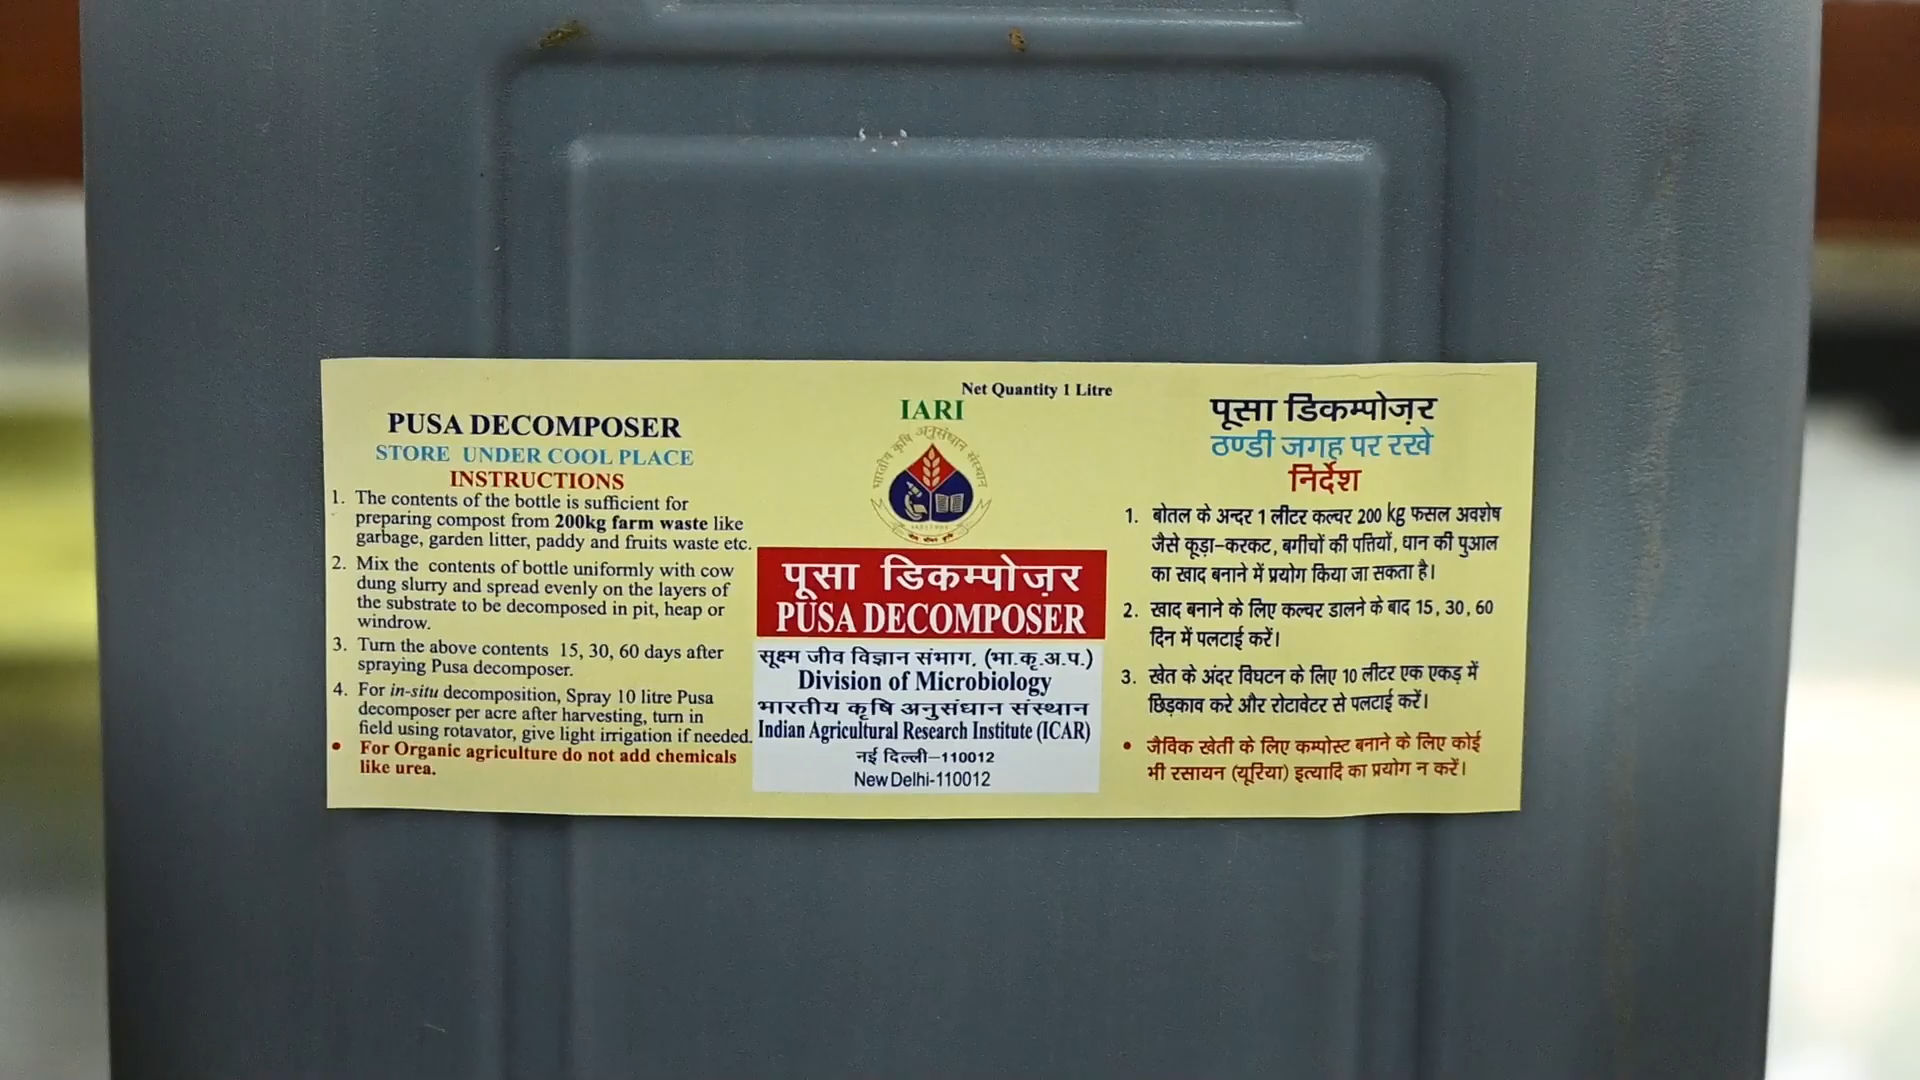 PUSA DECOMPOSER
STORE UNDER COOL PLACE
INSTRUCTIONS
1. The contents of the bottle is sufficient for
preparing compost from 200kg farm waste like
garbage, garden litter, paddy and fruits waste etc.
2. Mix the contents of bottle uniformly with cow
dung slurry and spread evenly on the layers of
the substrate to be decomposed in pit, heap or
windrow.
3. Turn the above contents 15, 30, 60 days after
spraying Pusa decomposer.
4. For in-situ decomposition, Spray 10 litre Pusa
decomposer per acre after harvesting, turn in
field using rotavator, give light irrigation if needed.
• For Organic agriculture do not add chemicals
like urea.
Net Quantity 1 Litre
IARI
भारतीय कृषि अनुसंधान संस्थान
पूसा डिकम्पोज़र
PUSA DECOMPOSER
सूक्ष्म जीव विज्ञान संभाग, (भा.कृ.अ.प.)
Division of Microbiology
भारतीय कृषि अनुसंधान संस्थान
Indian Agricultural Research Institute (ICAR)
नई दिल्ली–110012
New Delhi-110012
पूसा डिकम्पोज़र
ठण्डी जगह पर रखे
निर्देश
1. बोतल के अन्दर 1 लीटर कल्चर 200 kg फसल अवशेष
जैसे कूड़ा–करकट, बगीचों की पत्तियों, धान की पुआल
का खाद बनाने में प्रयोग किया जा सकता है।
2. खाद बनाने के लिए कल्चर डालने के बाद 15, 30, 60
दिन में पलटाई करें।
3. खेत के अंदर विघटन के लिए 10 लीटर एक एकड़ में
छिड़काव करे और रोटावेटर से पलटाई करें।
• जैविक खेती के लिए कम्पोस्ट बनाने के लिए कोई
भी रसायन (यूरिया) इत्यादि का प्रयोग न करें।